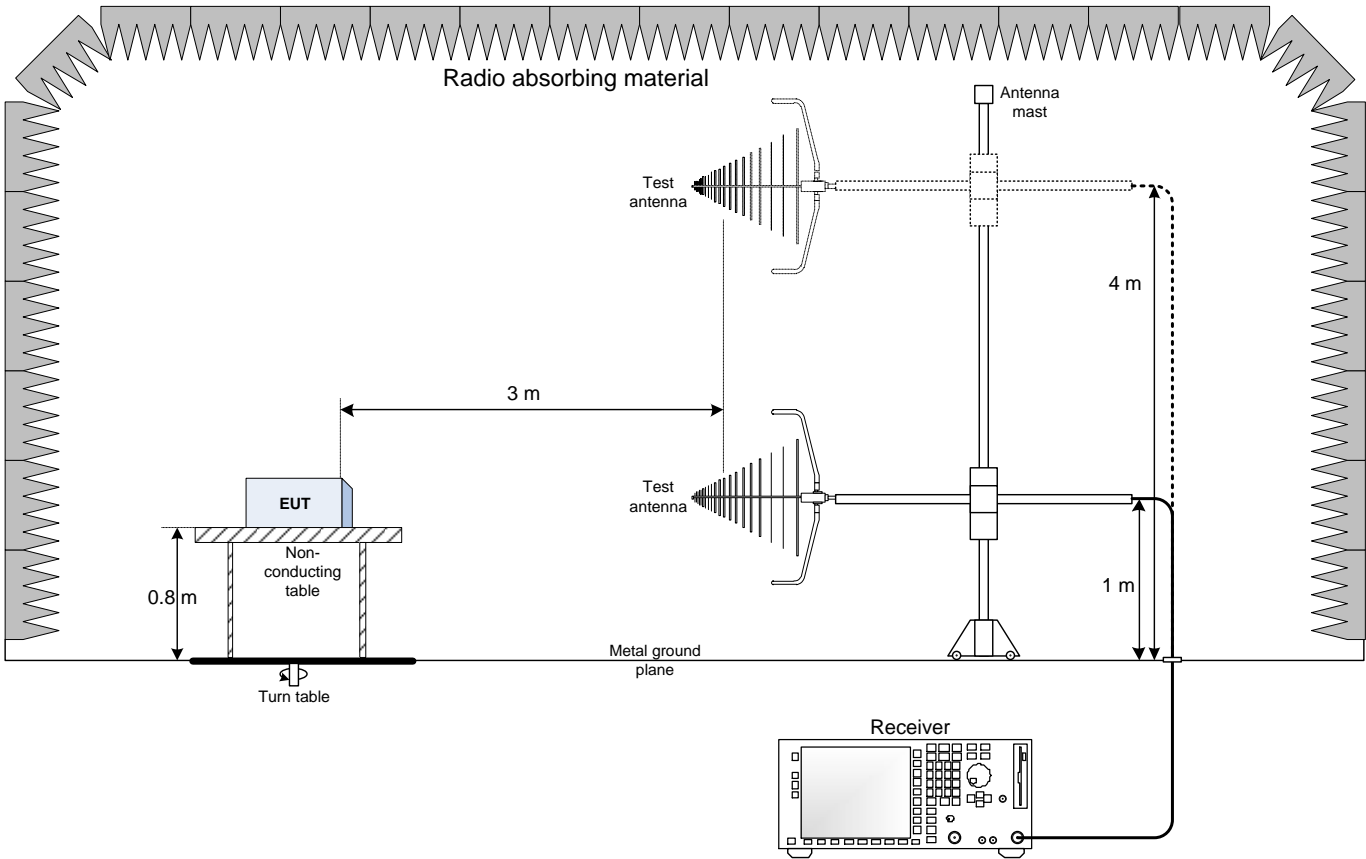 Radio absorbing material
Antenna
mast
Test
antenna
4 m
3 m
Test
antenna
EUT
Non-
conducting
table
0.8 m
1 m
Metal ground
plane
Turn table
Receiver